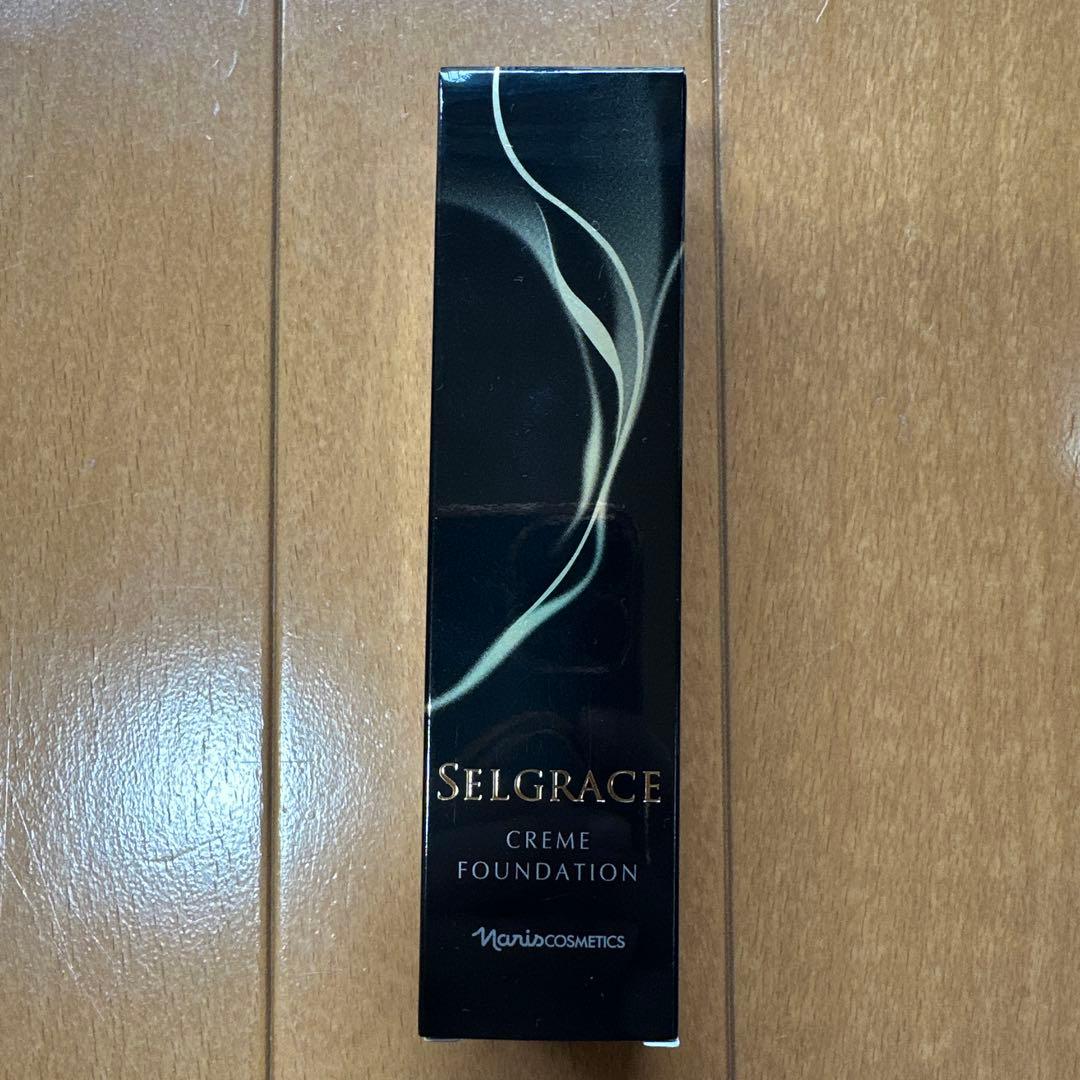 SELGRACE
CREME
FOUNDATION
Naris COSMETICS